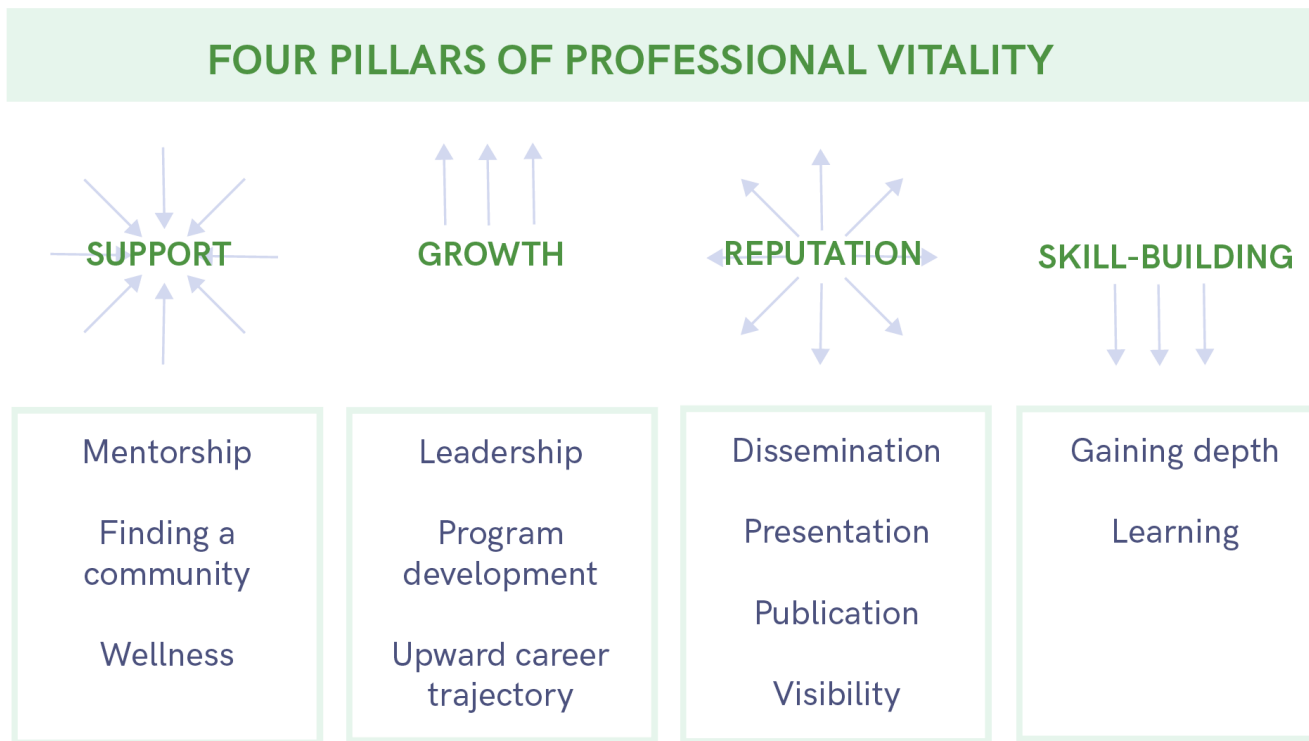 FOUR PILLARS OF PROFESSIONAL VITALITY
SUPPORT
GROWTH
REPUTATION
SKILL-BUILDING
Mentorship
Finding a
community
Wellness
Leadership
Program
development
Upward career
trajectory
Dissemination
Presentation
Publication
Visibility
Gaining depth
Learning